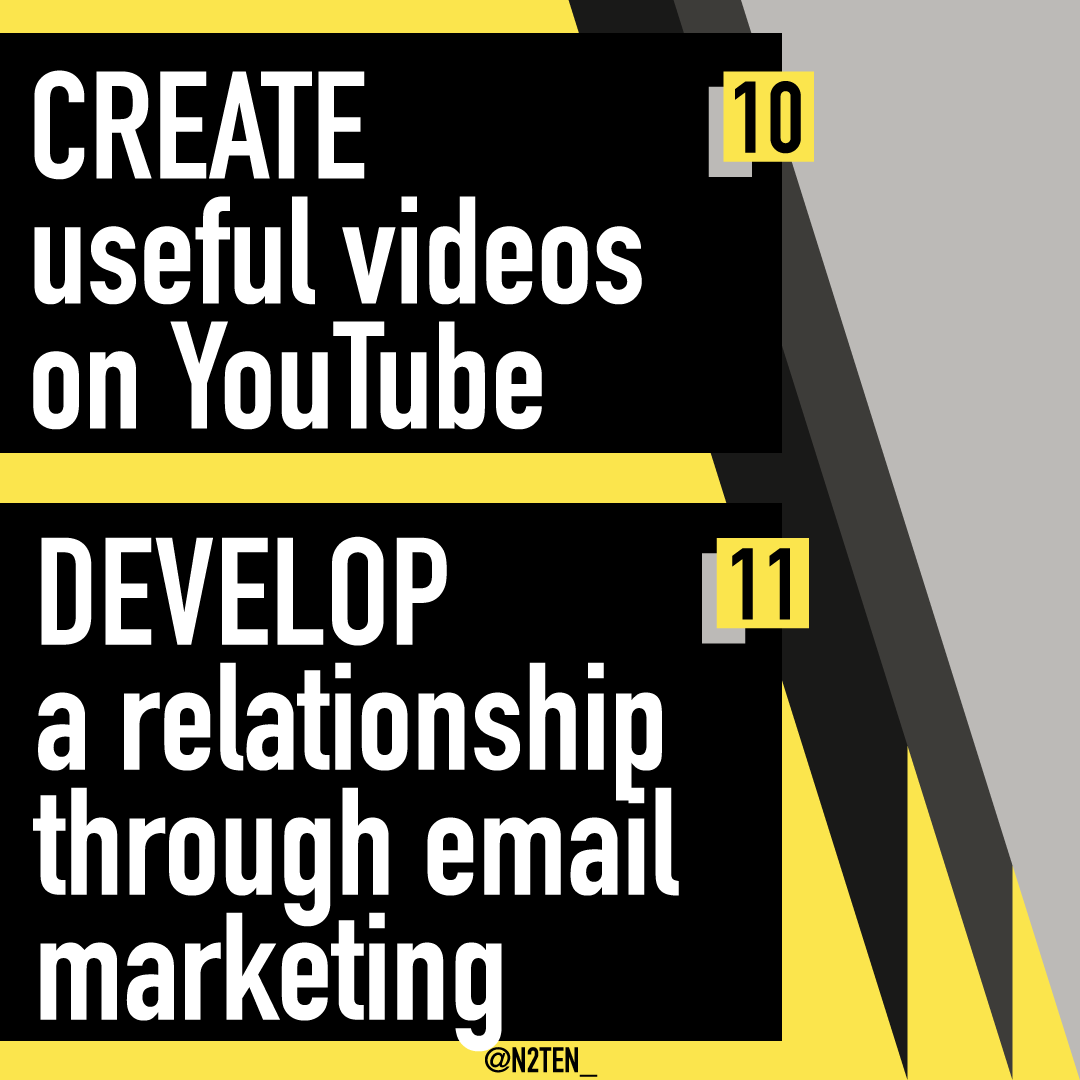 CREATE
10
useful videos
on YouTube
DEVELOP
11
a relationship
through email
marketing
@N2TEN_